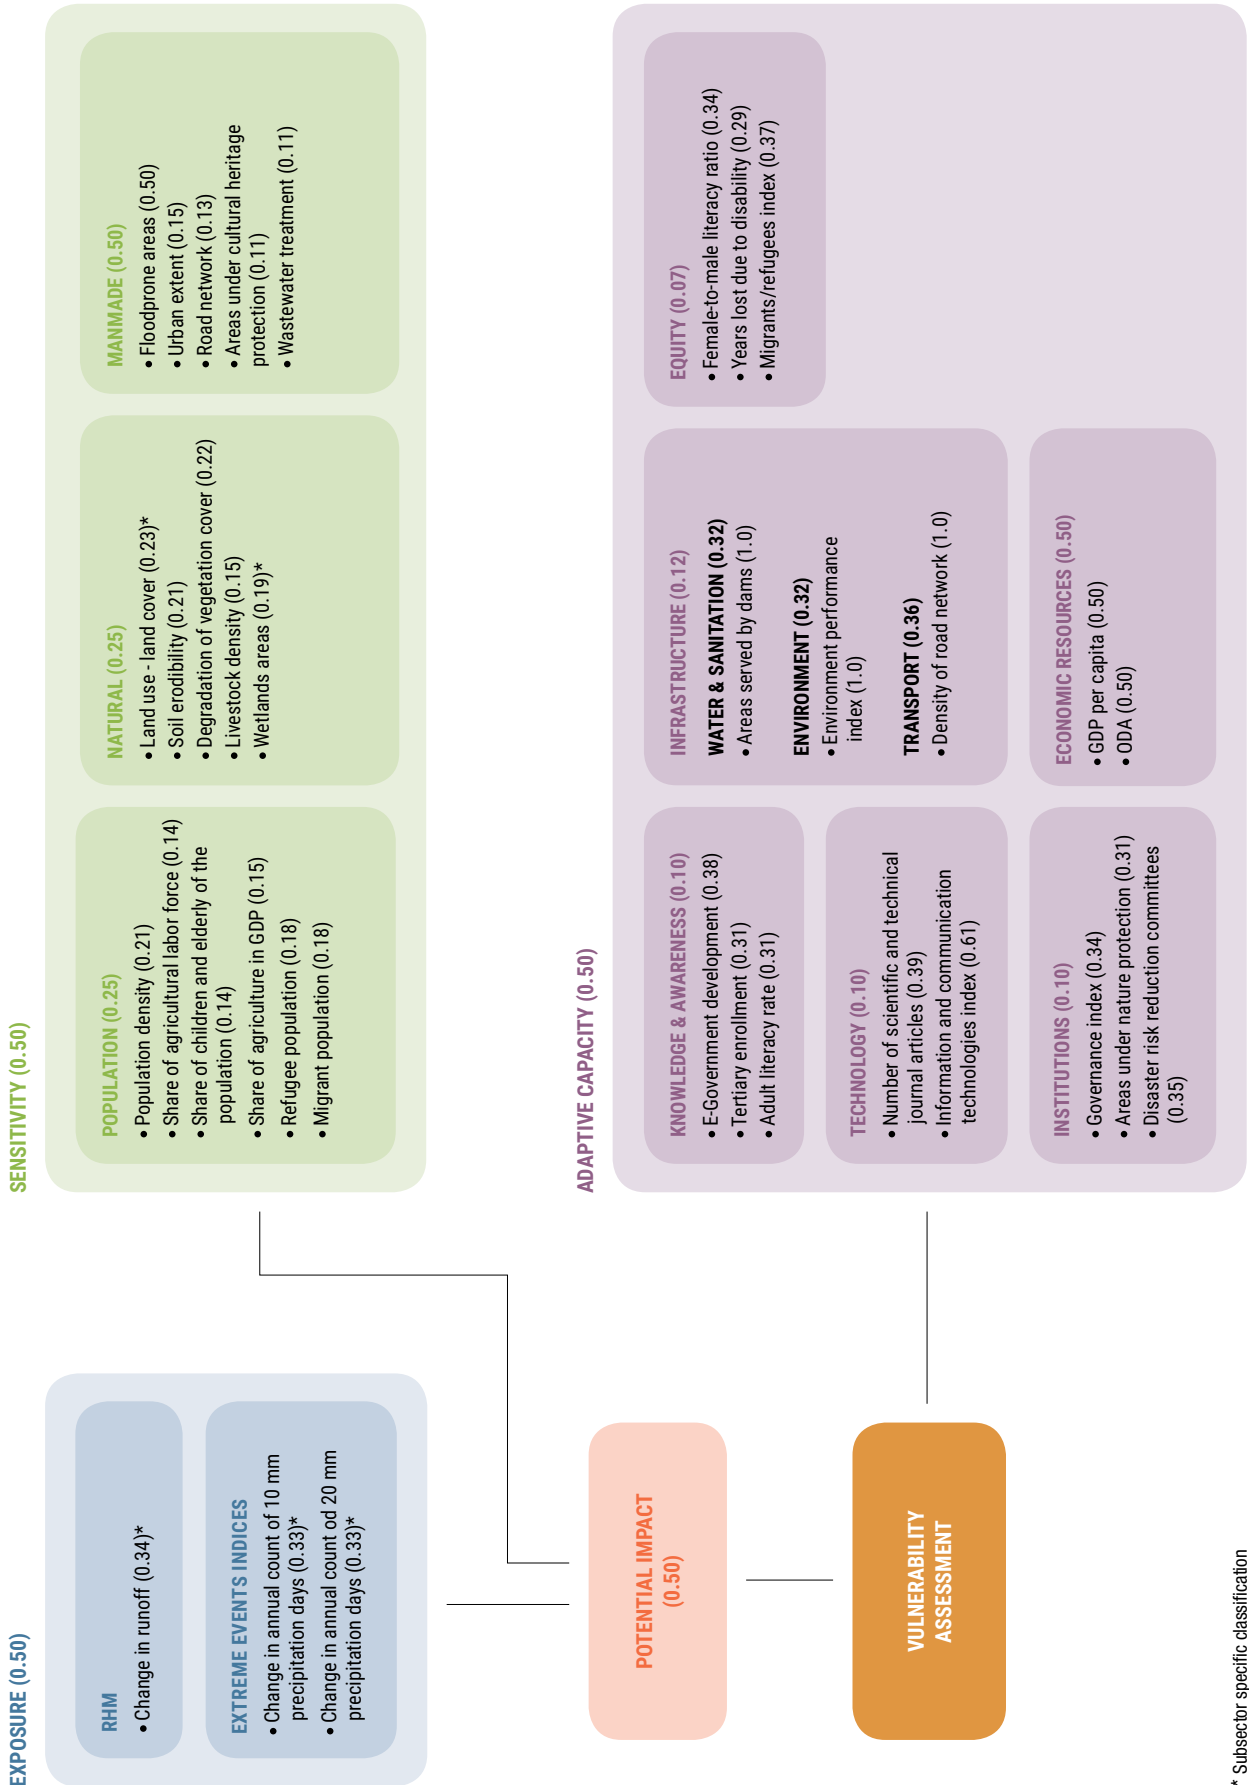 EXPOSURE (0.50)
RHM
• Change in runoff (0.34)*
EXTREME EVENTS INDICES
• Change in annual count of 10 mm
precipitation days (0.33)*
• Change in annual count od 20 mm
precipitation days (0.33)*
SENSITIVITY (0.50)
POPULATION (0.25)
• Population density (0.21)
• Share of agricultural labor force (0.14)
• Share of children and elderly of the
population (0.14)
• Share of agriculture in GDP (0.15)
• Refugee population (0.18)
• Migrant population (0.18)
NATURAL (0.25)
• Land use - land cover (0.23)*
• Soil erodibility (0.21)
• Degradation of vegetation cover (0.22)
• Livestock density (0.15)
• Wetlands areas (0.19)*
MANMADE (0.50)
• Floodprone areas (0.50)
• Urban extent (0.15)
• Road network (0.13)
• Areas under cultural heritage
protection (0.11)
• Wastewater treatment (0.11)
POTENTIAL IMPACT
(0.50)
VULNERABILITY
ASSESSMENT
ADAPTIVE CAPACITY (0.50)
KNOWLEDGE & AWARENESS (0.10)
• E-Government development (0.38)
• Tertiary enrollment (0.31)
• Adult literacy rate (0.31)
TECHNOLOGY (0.10)
• Number of scientific and technical
journal articles (0.39)
• Information and communication
technologies index (0.61)
INSTITUTIONS (0.10)
• Governance index (0.34)
• Areas under nature protection (0.31)
• Disaster risk reduction committees
(0.35)
INFRASTRUCTURE (0.12)
WATER & SANITATION (0.32)
• Areas served by dams (1.0)
ENVIRONMENT (0.32)
• Environment performance
index (1.0)
TRANSPORT (0.36)
• Density of road network (1.0)
ECONOMIC RESOURCES (0.50)
• GDP per capita (0.50)
• ODA (0.50)
EQUITY (0.07)
• Female-to-male literacy ratio (0.34)
• Years lost due to disability (0.29)
• Migrants/refugees index (0.37)
* Subsector specific classification